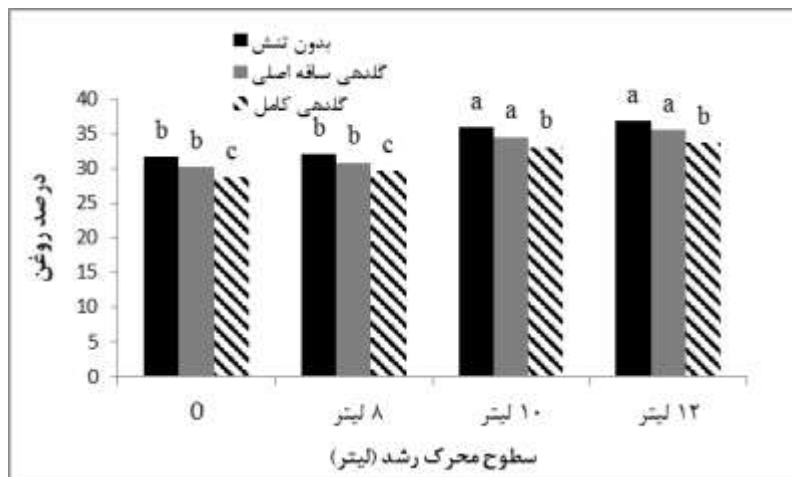 بدون تنش
گلدهی ساقه اصلی
گلدهی کامل
درصد روغن
40
35
30
25
20
15
10
5
0
b b c
b b c
a a b
a a b
0
۸ لیتر
۱۰ لیتر
۱۲ لیتر
سطوح محرک رشد (لیتر)